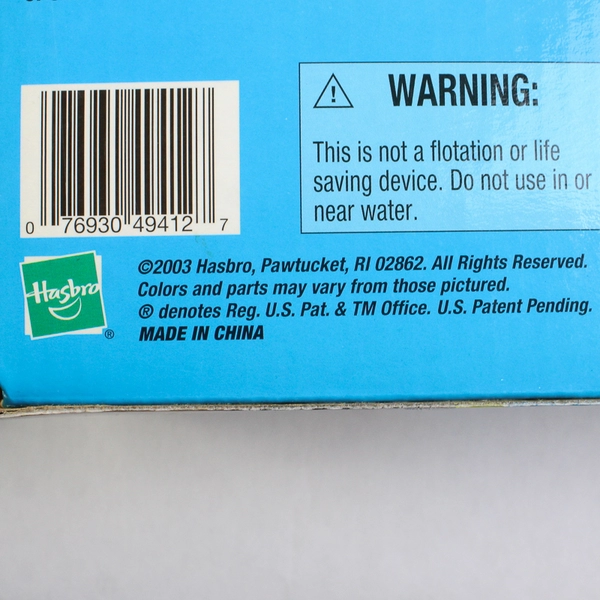 WARNING:
This is not a flotation or life
saving device. Do not use in or
near water.
0 76930 49412 7
Hasbro ®
©2003 Hasbro, Pawtucket, RI 02862. All Rights Reserved.
Colors and parts may vary from those pictured.
® denotes Reg. U.S. Pat. & TM Office. U.S. Patent Pending.
MADE IN CHINA